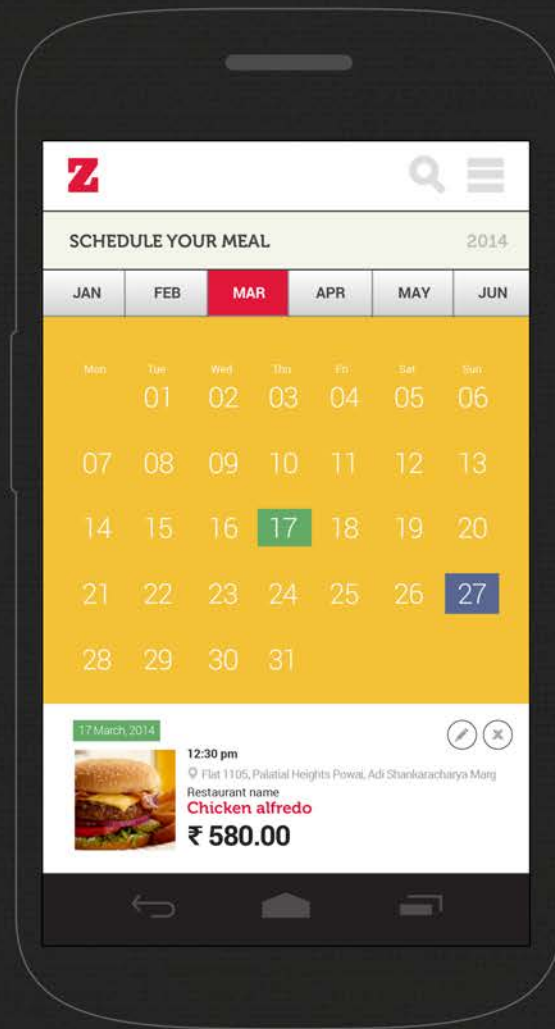 Z
SCHEDULE YOUR MEAL 2014
JAN FEB MAR APR MAY JUN
Mon Tue Wed Thu Fri Sat Sun
01 02 03 04 05 06
07 08 09 10 11 12 13
14 15 16 17 18 19 20
21 22 23 24 25 26 27
28 29 30 31
17 March, 2014
12:30 pm
Flat 1105, Palatial Heights Powai, Adi Shankaracharya Marg
Restaurant name
Chicken alfredo
₹ 580.00